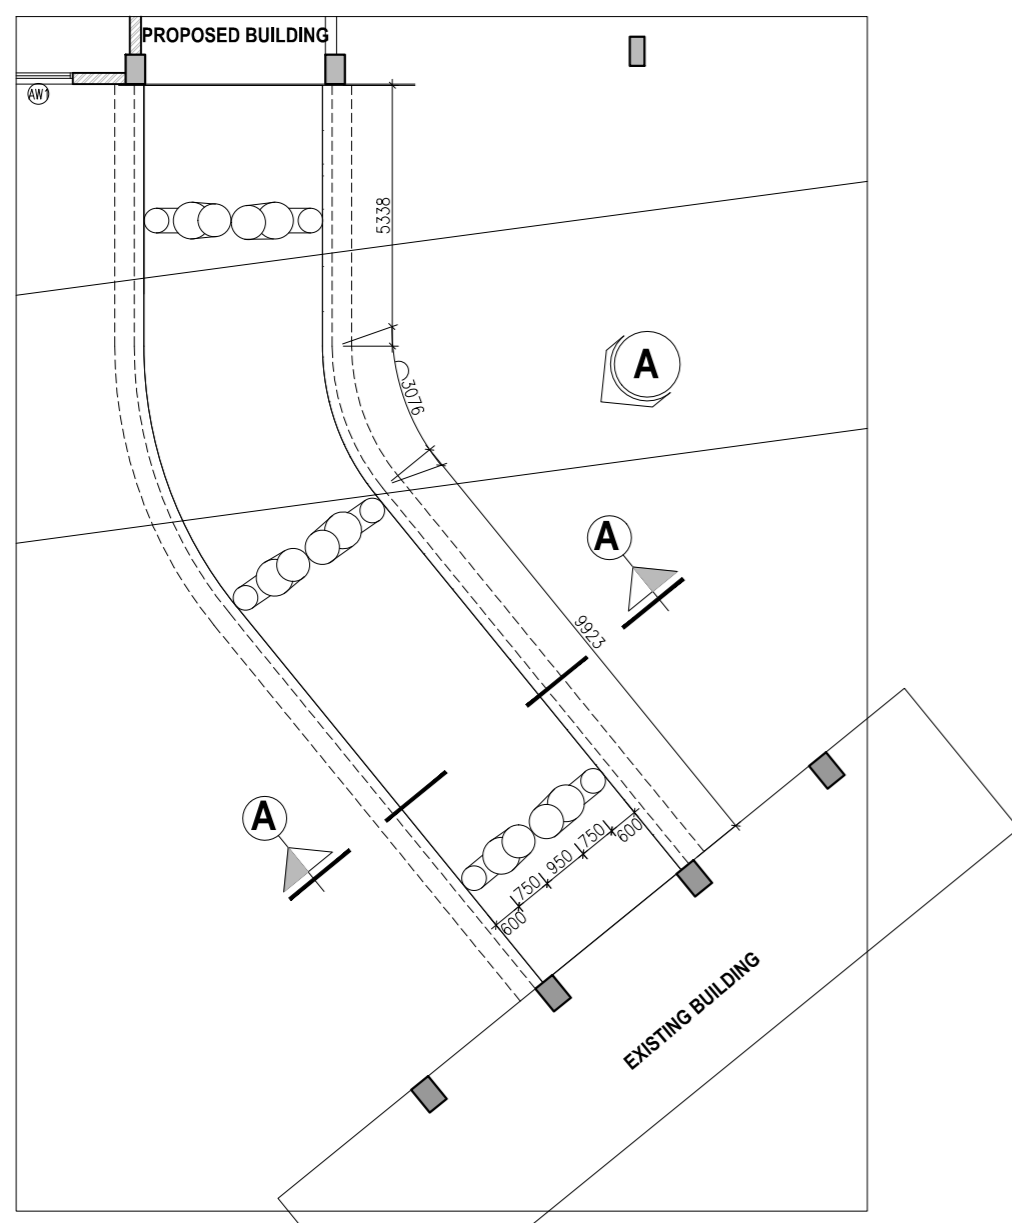 PROPOSED BUILDING
AW1
5338
A
3076
A
9923
A
600
750
950
750
600
EXISTING BUILDING